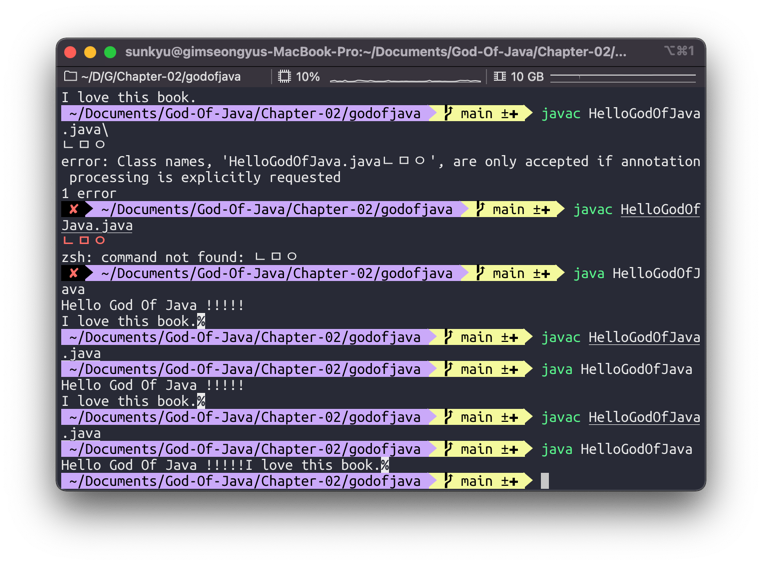 sunkyu@gimseongyus-MacBook-Pro:~/Documents/God-Of-Java/Chapter-02/... ⌥⌘1
~/D/G/Chapter-02/godofjava 10% 10 GB
I love this book.
~/Documents/God-Of-Java/Chapter-02/godofjava main ±✚ javac HelloGodOfJava
.java\
ㄴㅁㅇ
error: Class names, 'HelloGodOfJava.javaㄴㅁㅇ', are only accepted if annotation
processing is explicitly requested
1 error
✘ ~/Documents/God-Of-Java/Chapter-02/godofjava main ±✚ javac HelloGodOf
Java.java
ㄴㅁㅇ
zsh: command not found: ㄴㅁㅇ
✘ ~/Documents/God-Of-Java/Chapter-02/godofjava main ±✚ java HelloGodOfJ
ava
Hello God Of Java !!!!!
I love this book.%
~/Documents/God-Of-Java/Chapter-02/godofjava main ±✚ javac HelloGodOfJava
.java
~/Documents/God-Of-Java/Chapter-02/godofjava main ±✚ java HelloGodOfJava
Hello God Of Java !!!!!
I love this book.%
~/Documents/God-Of-Java/Chapter-02/godofjava main ±✚ javac HelloGodOfJava
.java
~/Documents/God-Of-Java/Chapter-02/godofjava main ±✚ java HelloGodOfJava
Hello God Of Java !!!!!I love this book.%
~/Documents/God-Of-Java/Chapter-02/godofjava main ±✚